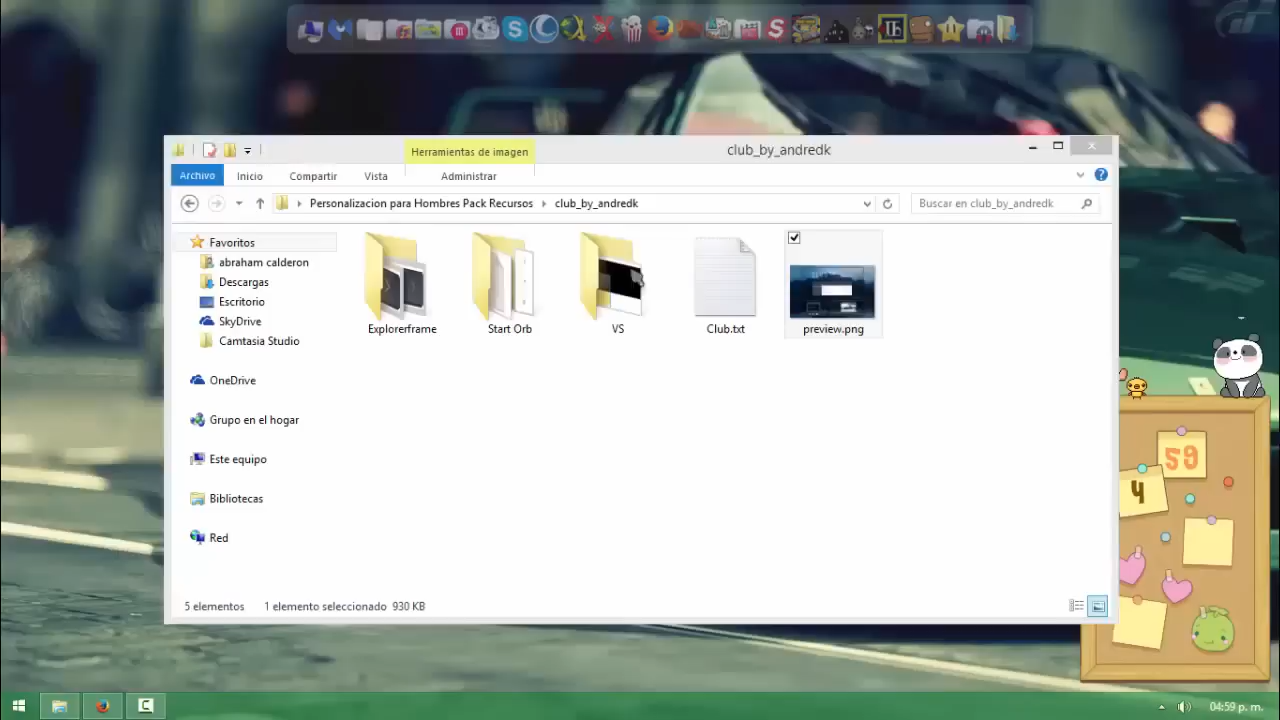 Herramientas de imagen
club_by_andredk
Archivo
Inicio
Compartir
Vista
Administrar
Personalizacion para Hombres Pack Recursos
club_by_andredk
Buscar en club_by_andredk
Favoritos
abraham calderon
Descargas
Escritorio
SkyDrive
Camtasia Studio
OneDrive
Grupo en el hogar
Este equipo
Bibliotecas
Red
Explorerframe
Start Orb
VS
Club.txt
preview.png
5 elementos
1 elemento seleccionado 930 KB
59
4
04:59 p. m.